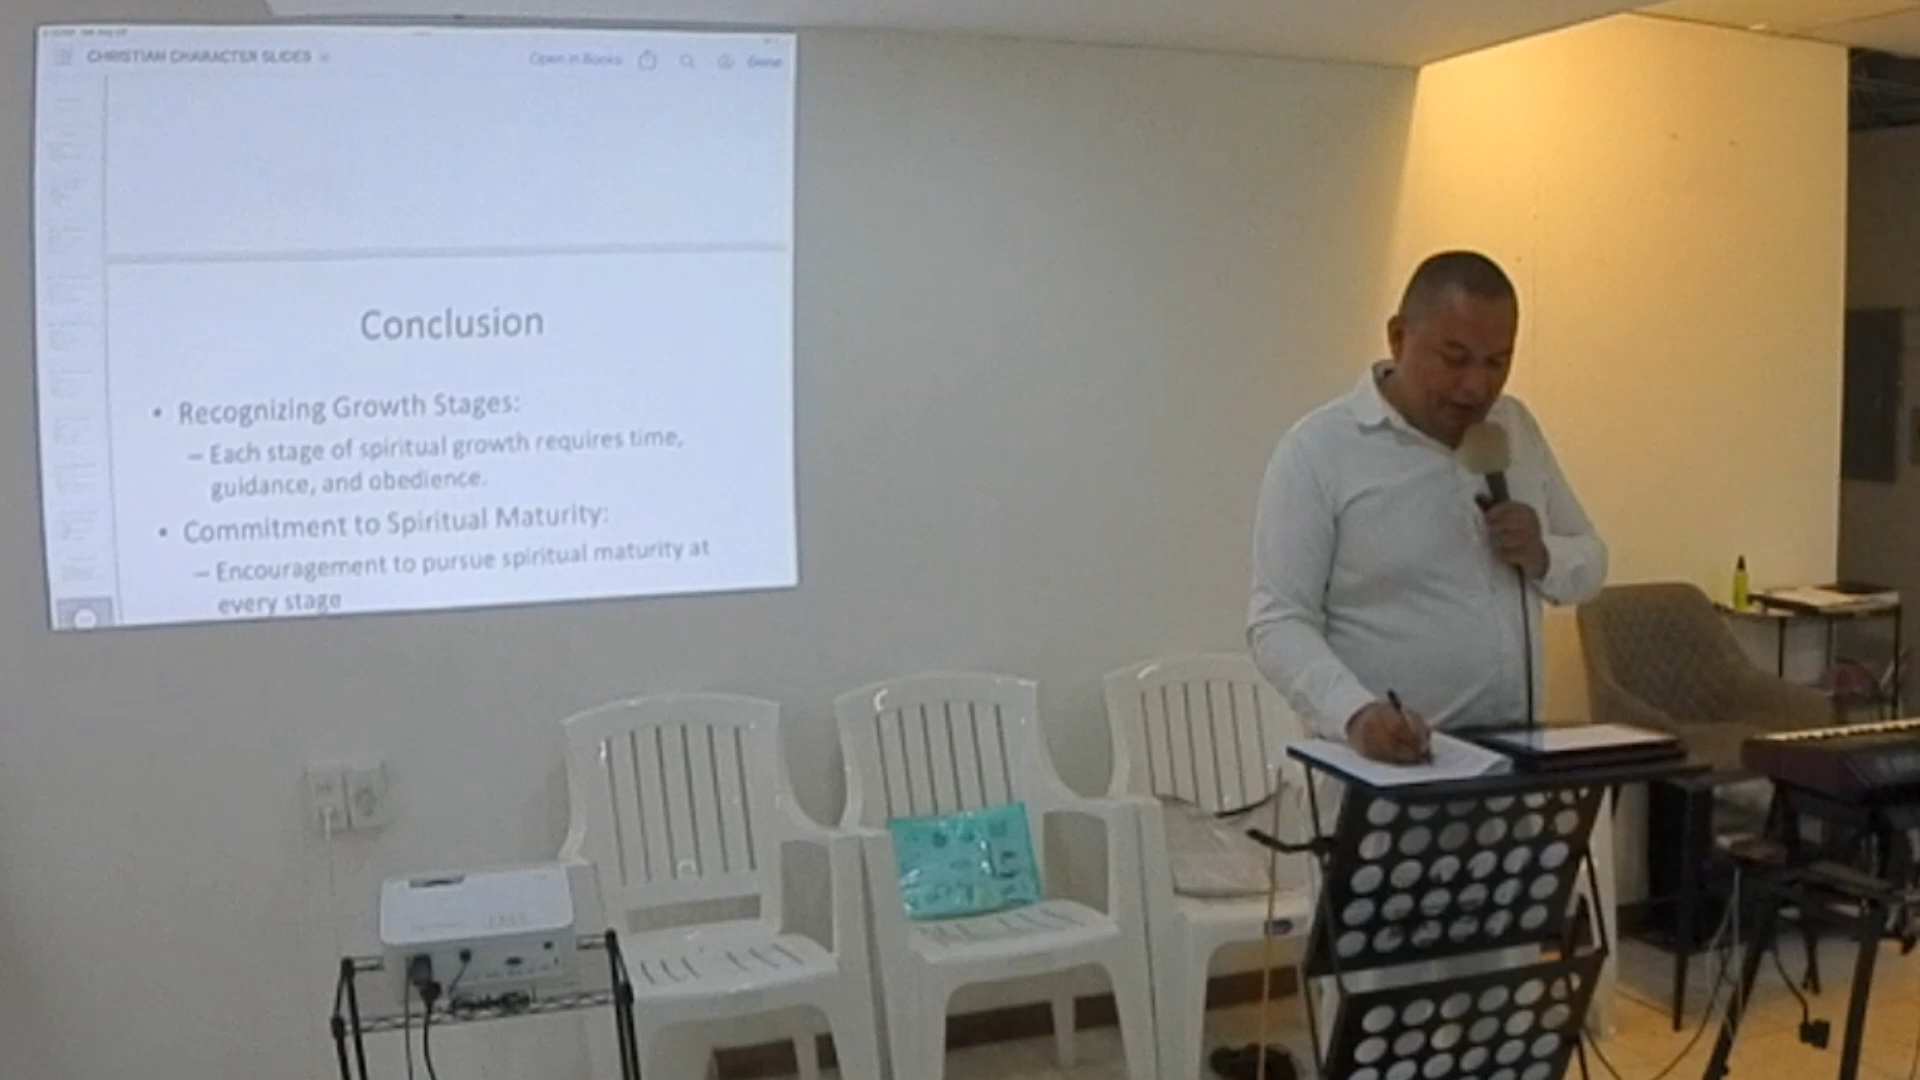 CHRISTIAN CHARACTER SLIDES
Open in Books
Done
Conclusion
• Recognizing Growth Stages:
– Each stage of spiritual growth requires time,
guidance, and obedience.
• Commitment to Spiritual Maturity:
– Encouragement to pursue spiritual maturity at
every stage